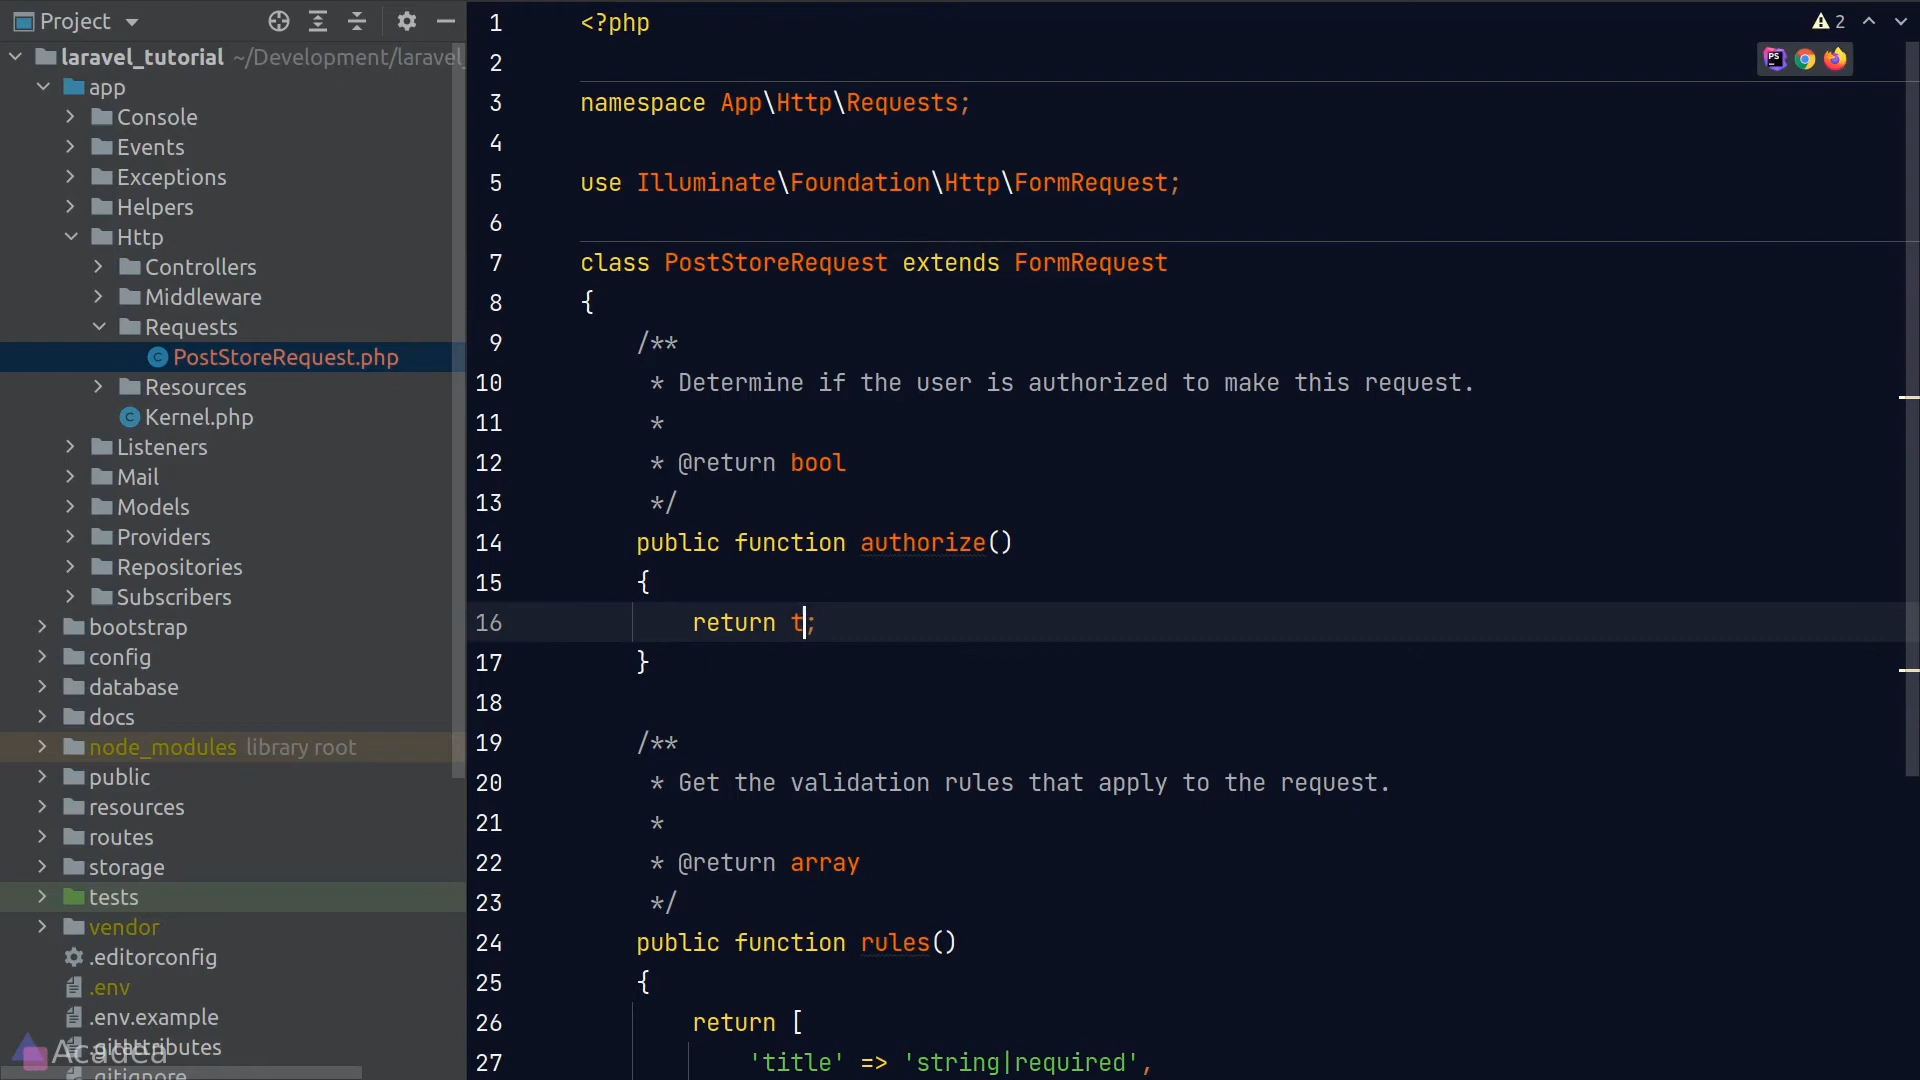 Project
laravel_tutorial ~/Development/laravel_
app
Console
Events
Exceptions
Helpers
Http
Controllers
Middleware
Requests
PostStoreRequest.php
Resources
Kernel.php
Listeners
Mail
Models
Providers
Repositories
Subscribers
bootstrap
config
database
docs
node_modules library root
public
resources
routes
storage
tests
vendor
.editorconfig
.env
.env.example
.gitattributes
.gitignore
Acadea
2
1 <?php
2
3 namespace App\Http\Requests;
4
5 use Illuminate\Foundation\Http\FormRequest;
6
7 class PostStoreRequest extends FormRequest
8 {
9 /**
10 * Determine if the user is authorized to make this request.
11 *
12 * @return bool
13 */
14 public function authorize()
15 {
16 return t;
17 }
18
19 /**
20 * Get the validation rules that apply to the request.
21 *
22 * @return array
23 */
24 public function rules()
25 {
26 return [
27 'title' => 'string|required',